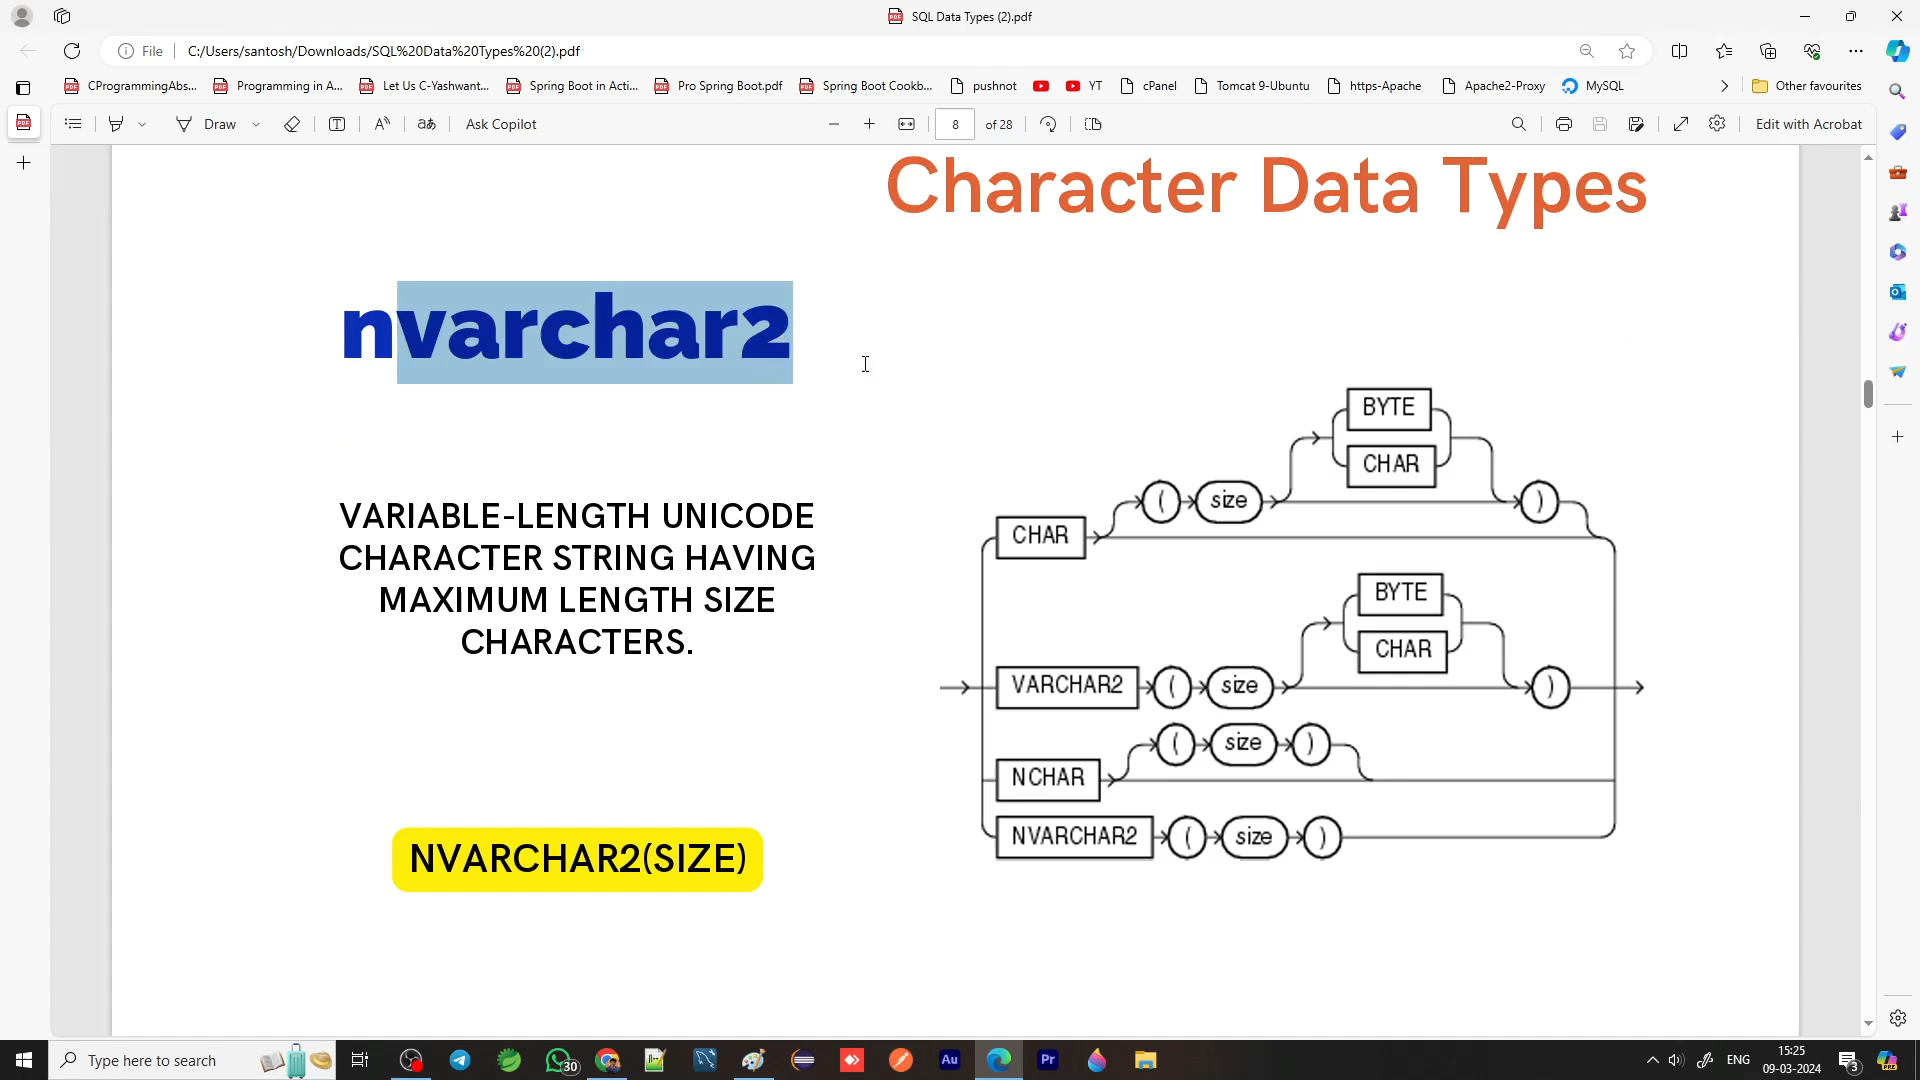 SQL Data Types (2).pdf
File
C:/Users/santosh/Downloads/SQL%20Data%20Types%20(2).pdf
CProgrammingAbs...
Programming in A...
Let Us C-Yashwant...
Spring Boot in Acti...
Pro Spring Boot.pdf
Spring Boot Cookb...
pushnot
YT
cPanel
Tomcat 9-Ubuntu
https-Apache
Apache2-Proxy
MySQL
Other favourites
Draw
Ask Copilot
8
of 28
Edit with Acrobat
Character Data Types
nvarchar2
VARIABLE-LENGTH UNICODE
CHARACTER STRING HAVING
MAXIMUM LENGTH SIZE
CHARACTERS.
NVARCHAR2(SIZE)
BYTE
CHAR
( size )
CHAR
BYTE
CHAR
VARCHAR2 ( size )
( size )
NCHAR
NVARCHAR2 ( size )
Type here to search
30
Au
Pr
ENG
15:25
09-03-2024
3